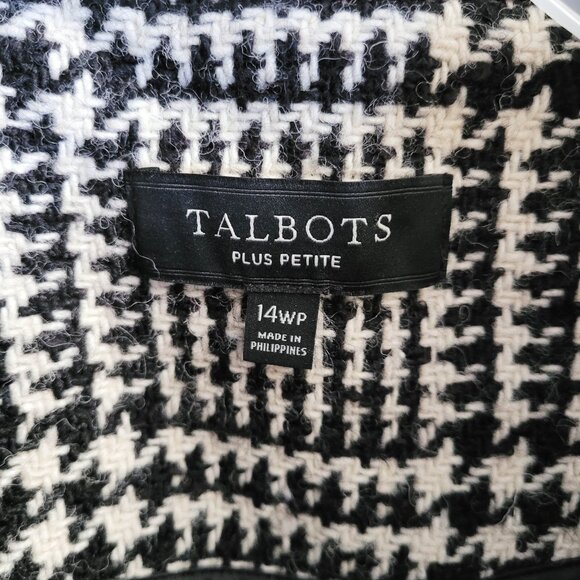 TALBOTS
PLUS PETITE
14WP
MADE IN
PHILIPPINES